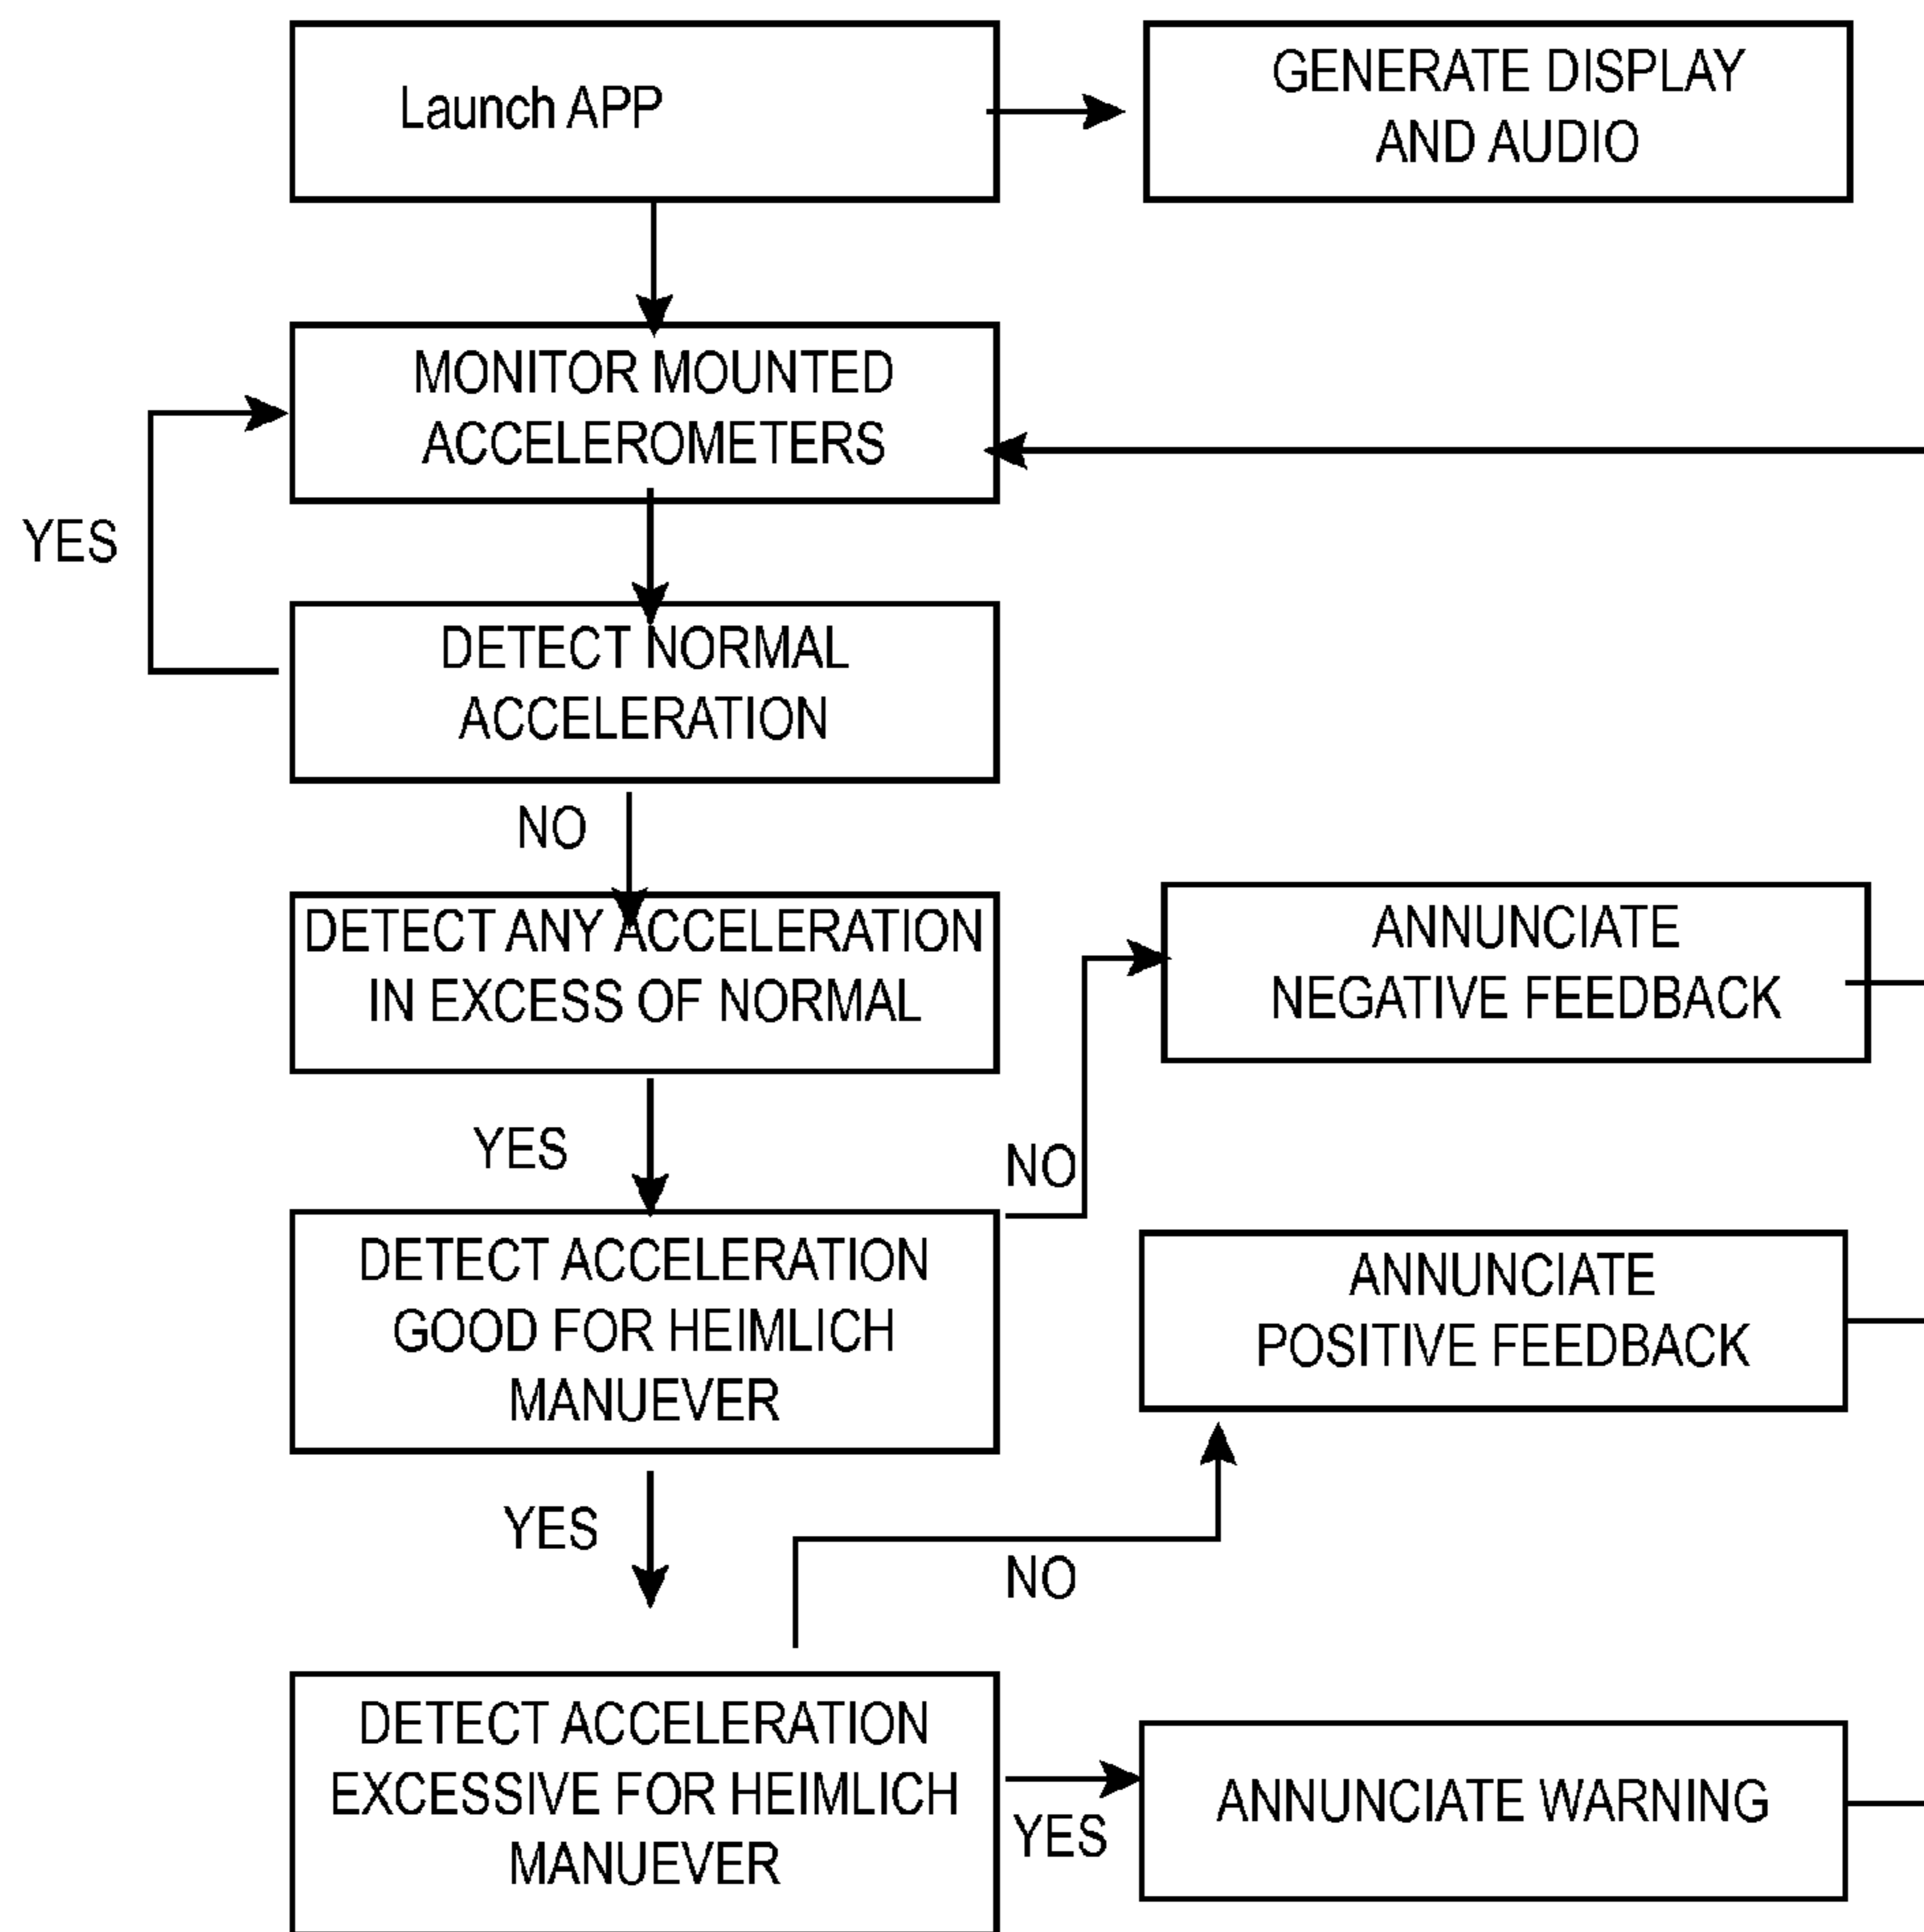 Launch APP
GENERATE DISPLAY
AND AUDIO
MONITOR MOUNTED
ACCELEROMETERS
YES
DETECT NORMAL
ACCELERATION
NO
DETECT ANY ACCELERATION
IN EXCESS OF NORMAL
ANNUNCIATE
NEGATIVE FEEDBACK
YES
NO
DETECT ACCELERATION
GOOD FOR HEIMLICH
MANUEVER
ANNUNCIATE
POSITIVE FEEDBACK
YES
NO
DETECT ACCELERATION
EXCESSIVE FOR HEIMLICH
MANUEVER
YES
ANNUNCIATE WARNING